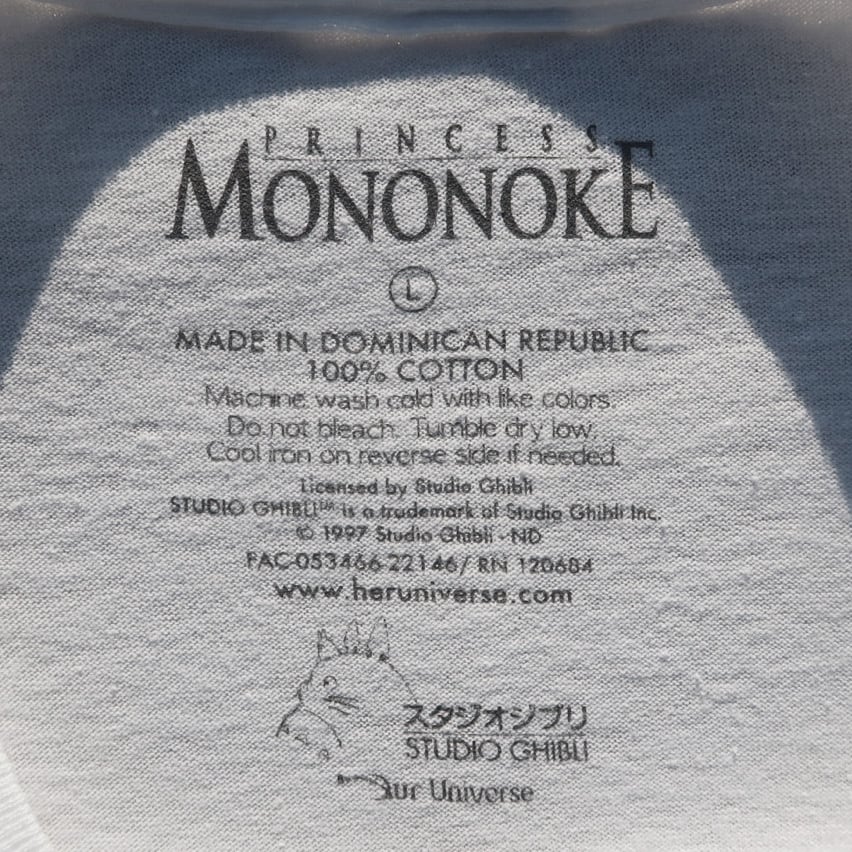 PRINCESS
MONONOKE
L
MADE IN DOMINICAN REPUBLIC
100% COTTON
Machine wash cold with like colors.
Do not bleach. Tumble dry low.
Cool iron on reverse side if needed.
Licensed by Studio Ghibli
STUDIO GHIBLI™ is a trademark of Studio Ghibli Inc.
© 1997 Studio Ghibli - ND
FAC-053466-22146/ RN 120684
www.heruniverse.com
スタジオジブリ
STUDIO GHIBLI
Universe